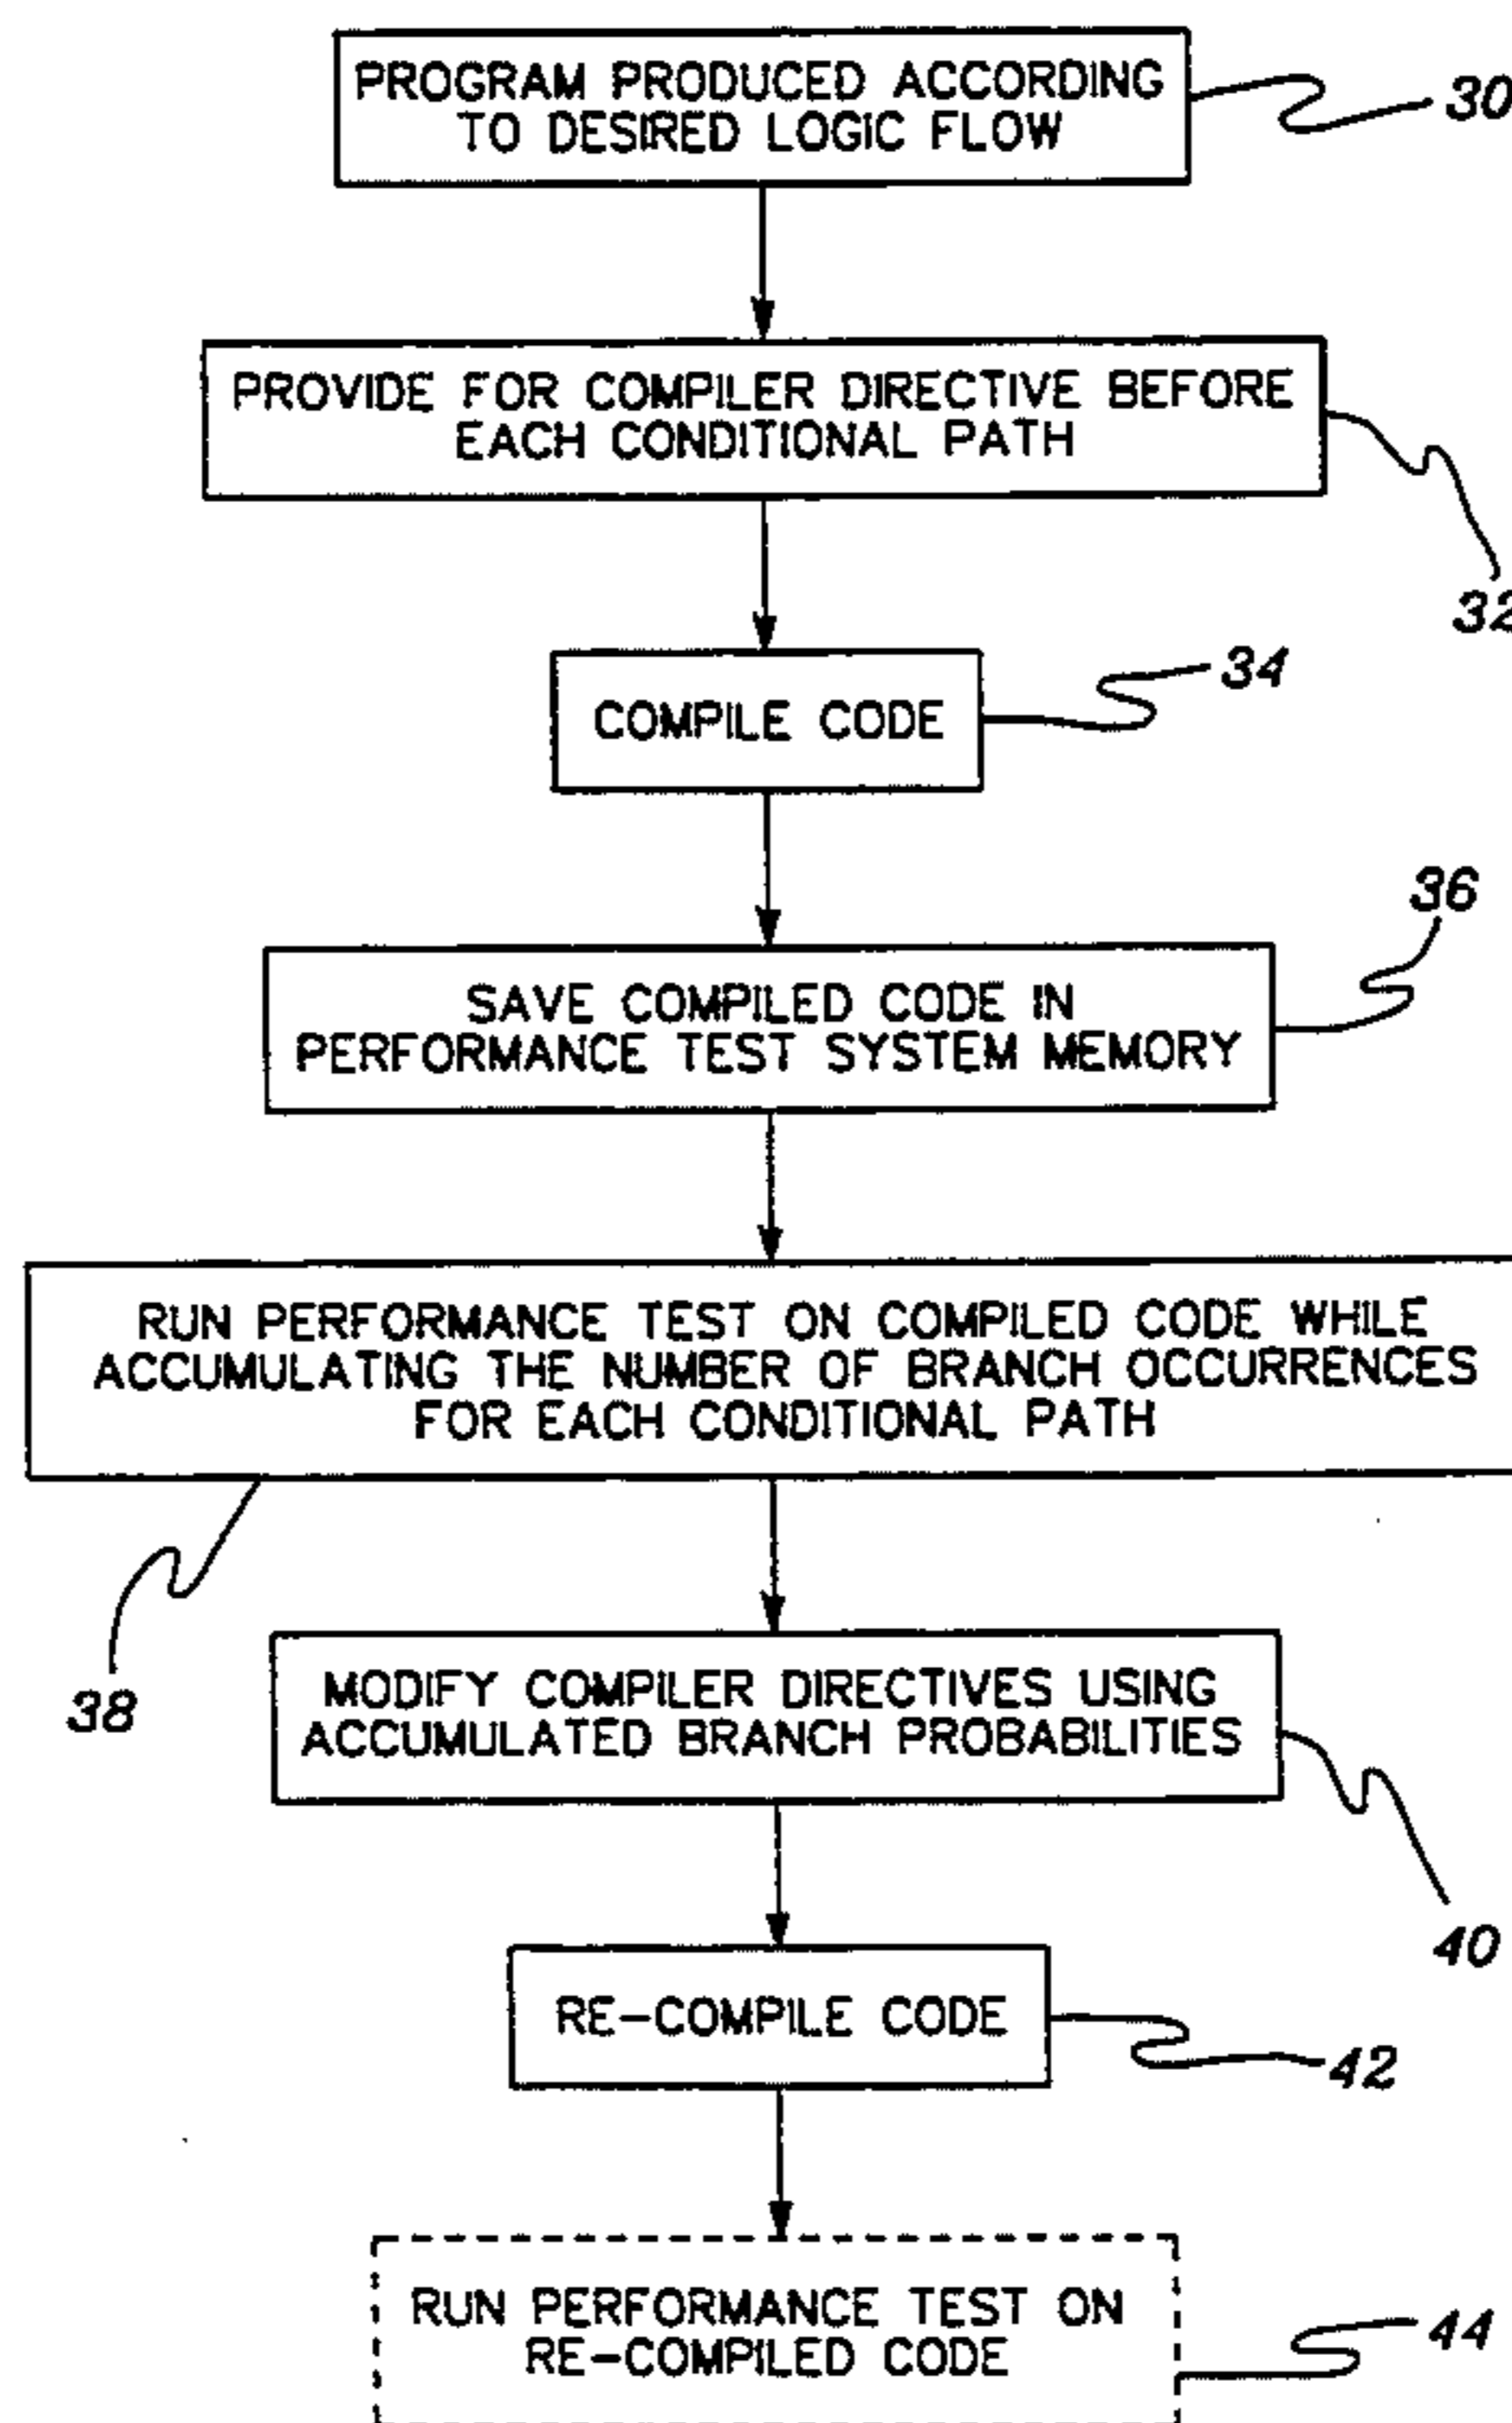 PROGRAM PRODUCED ACCORDING
TO DESIRED LOGIC FLOW
30
PROVIDE FOR COMPILER DIRECTIVE BEFORE
EACH CONDITIONAL PATH
32
COMPILE CODE
34
SAVE COMPILED CODE IN
PERFORMANCE TEST SYSTEM MEMORY
36
RUN PERFORMANCE TEST ON COMPILED CODE WHILE
ACCUMULATING THE NUMBER OF BRANCH OCCURRENCES
FOR EACH CONDITIONAL PATH
38
MODIFY COMPILER DIRECTIVES USING
ACCUMULATED BRANCH PROBABILITIES
40
RE-COMPILE CODE
42
RUN PERFORMANCE TEST ON
RE-COMPILED CODE
44